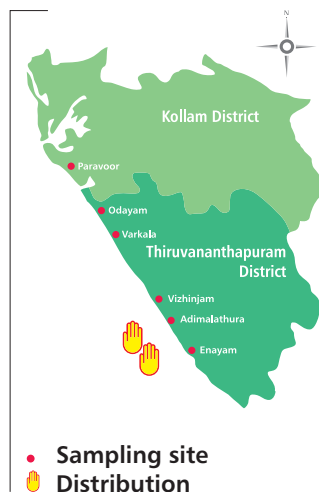 N
Kollam District
Paravoor
Odayam
Varkala
Thiruvananthapuram
District
Vizhinjam
Adimalathura
Enayam
Sampling site
Distribution